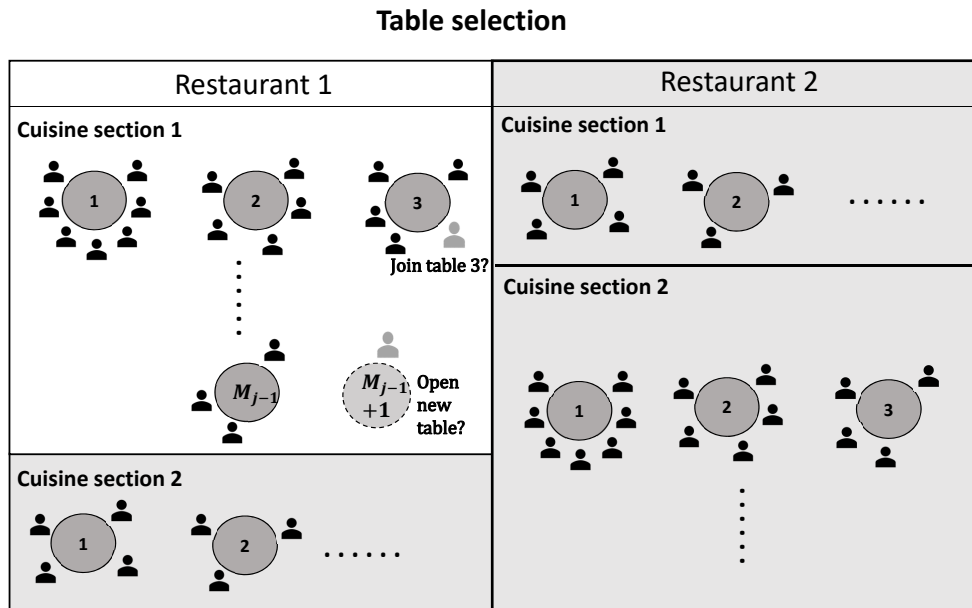 Table selection
Restaurant 1
Cuisine section 1
1
2
3
Join table 3?
M_{j-1}
M_{j-1}
+1
Open
new
table?
Cuisine section 2
1
2
......
Restaurant 2
Cuisine section 1
1
2
......
Cuisine section 2
1
2
3